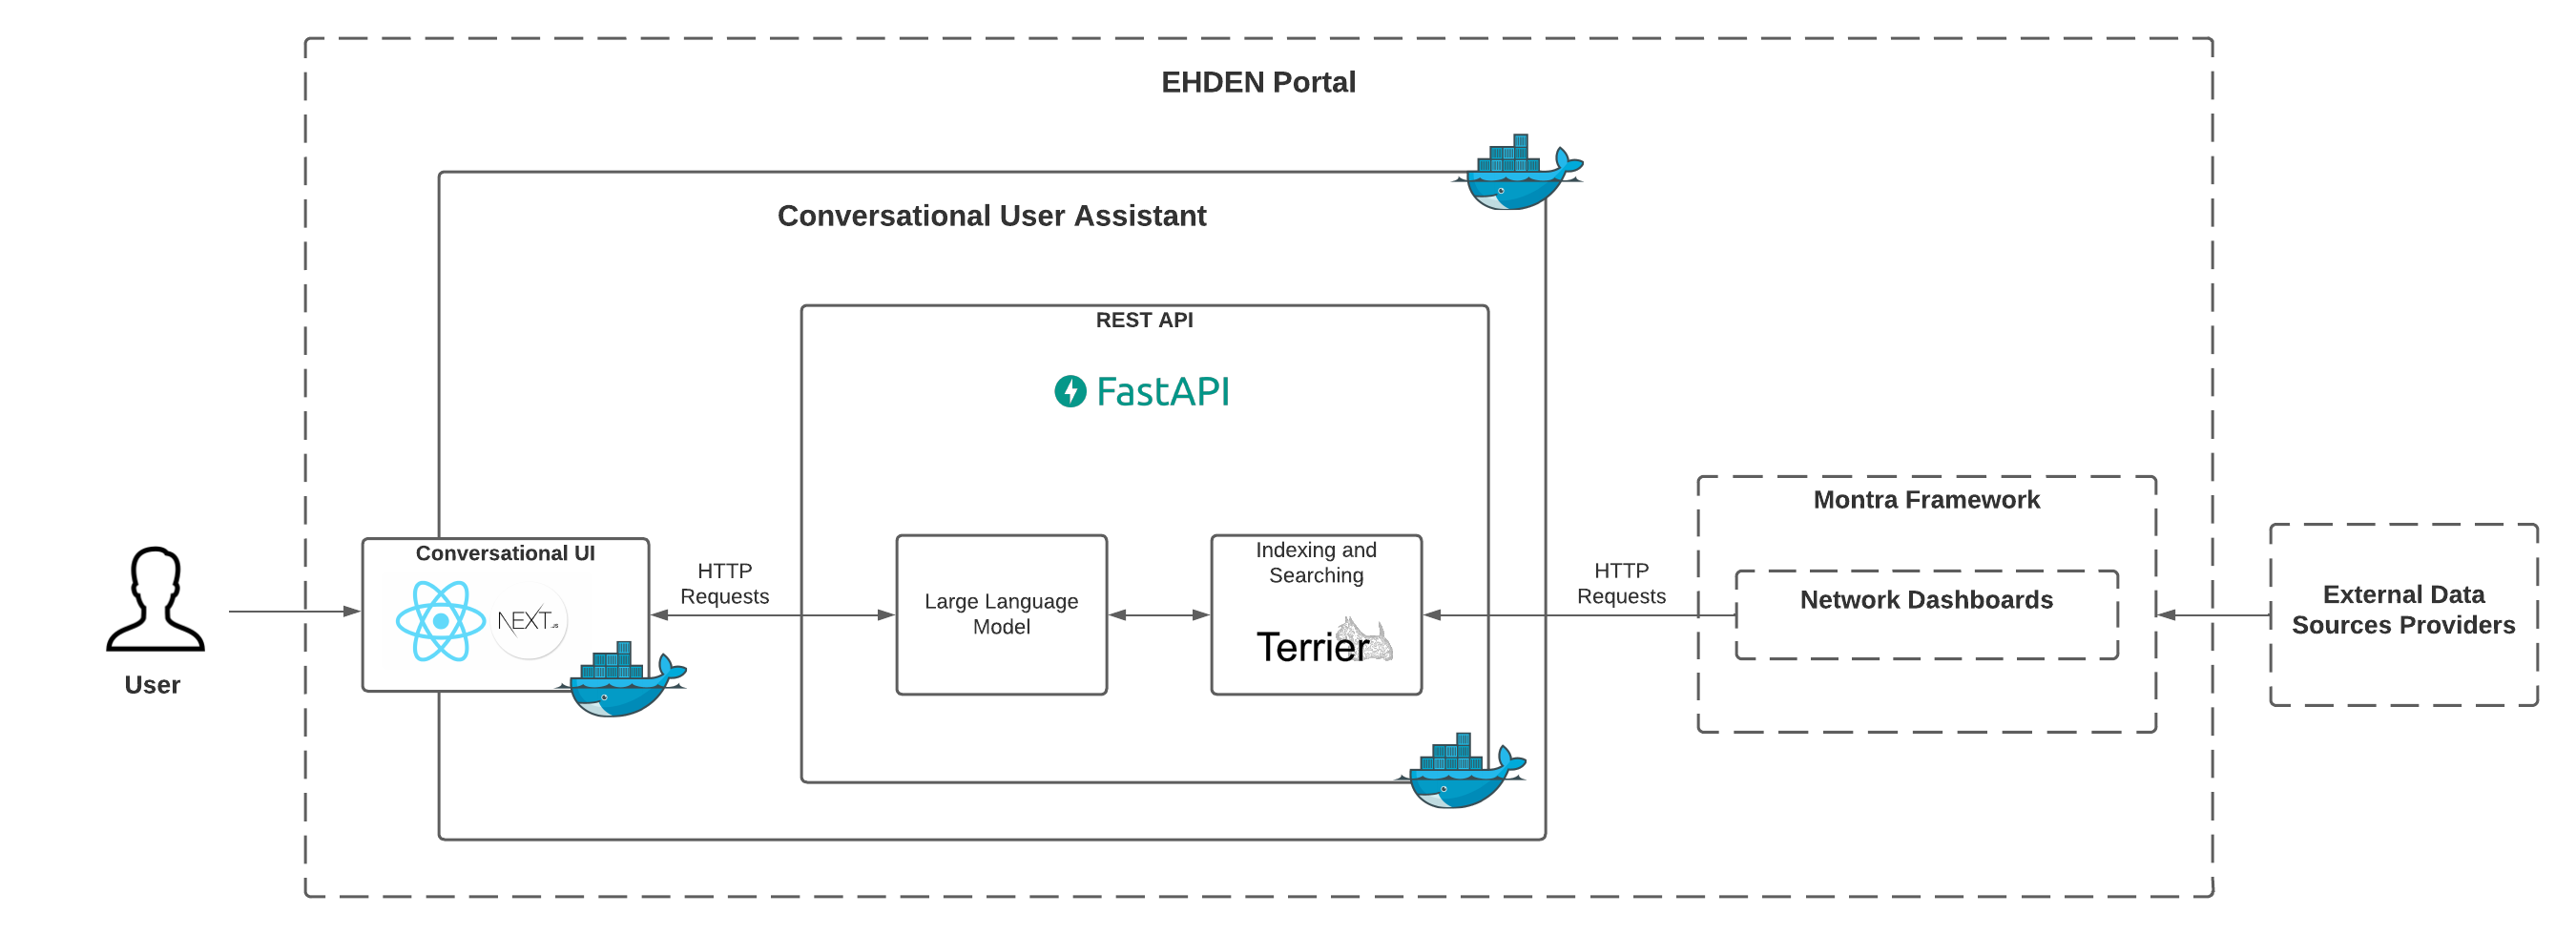 EHDEN Portal
Conversational User Assistant
REST API
FastAPI
Montra Framework
Conversational UI
NEXT.JS
HTTP
Requests
Large Language
Model
Indexing and
Searching
Terrier
HTTP
Requests
Network Dashboards
External Data
Sources Providers
User